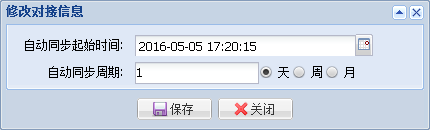 修改对接信息
自动同步起始时间: 2016-05-05 17:20:15
自动同步周期: 1 天 周 月
保存 关闭